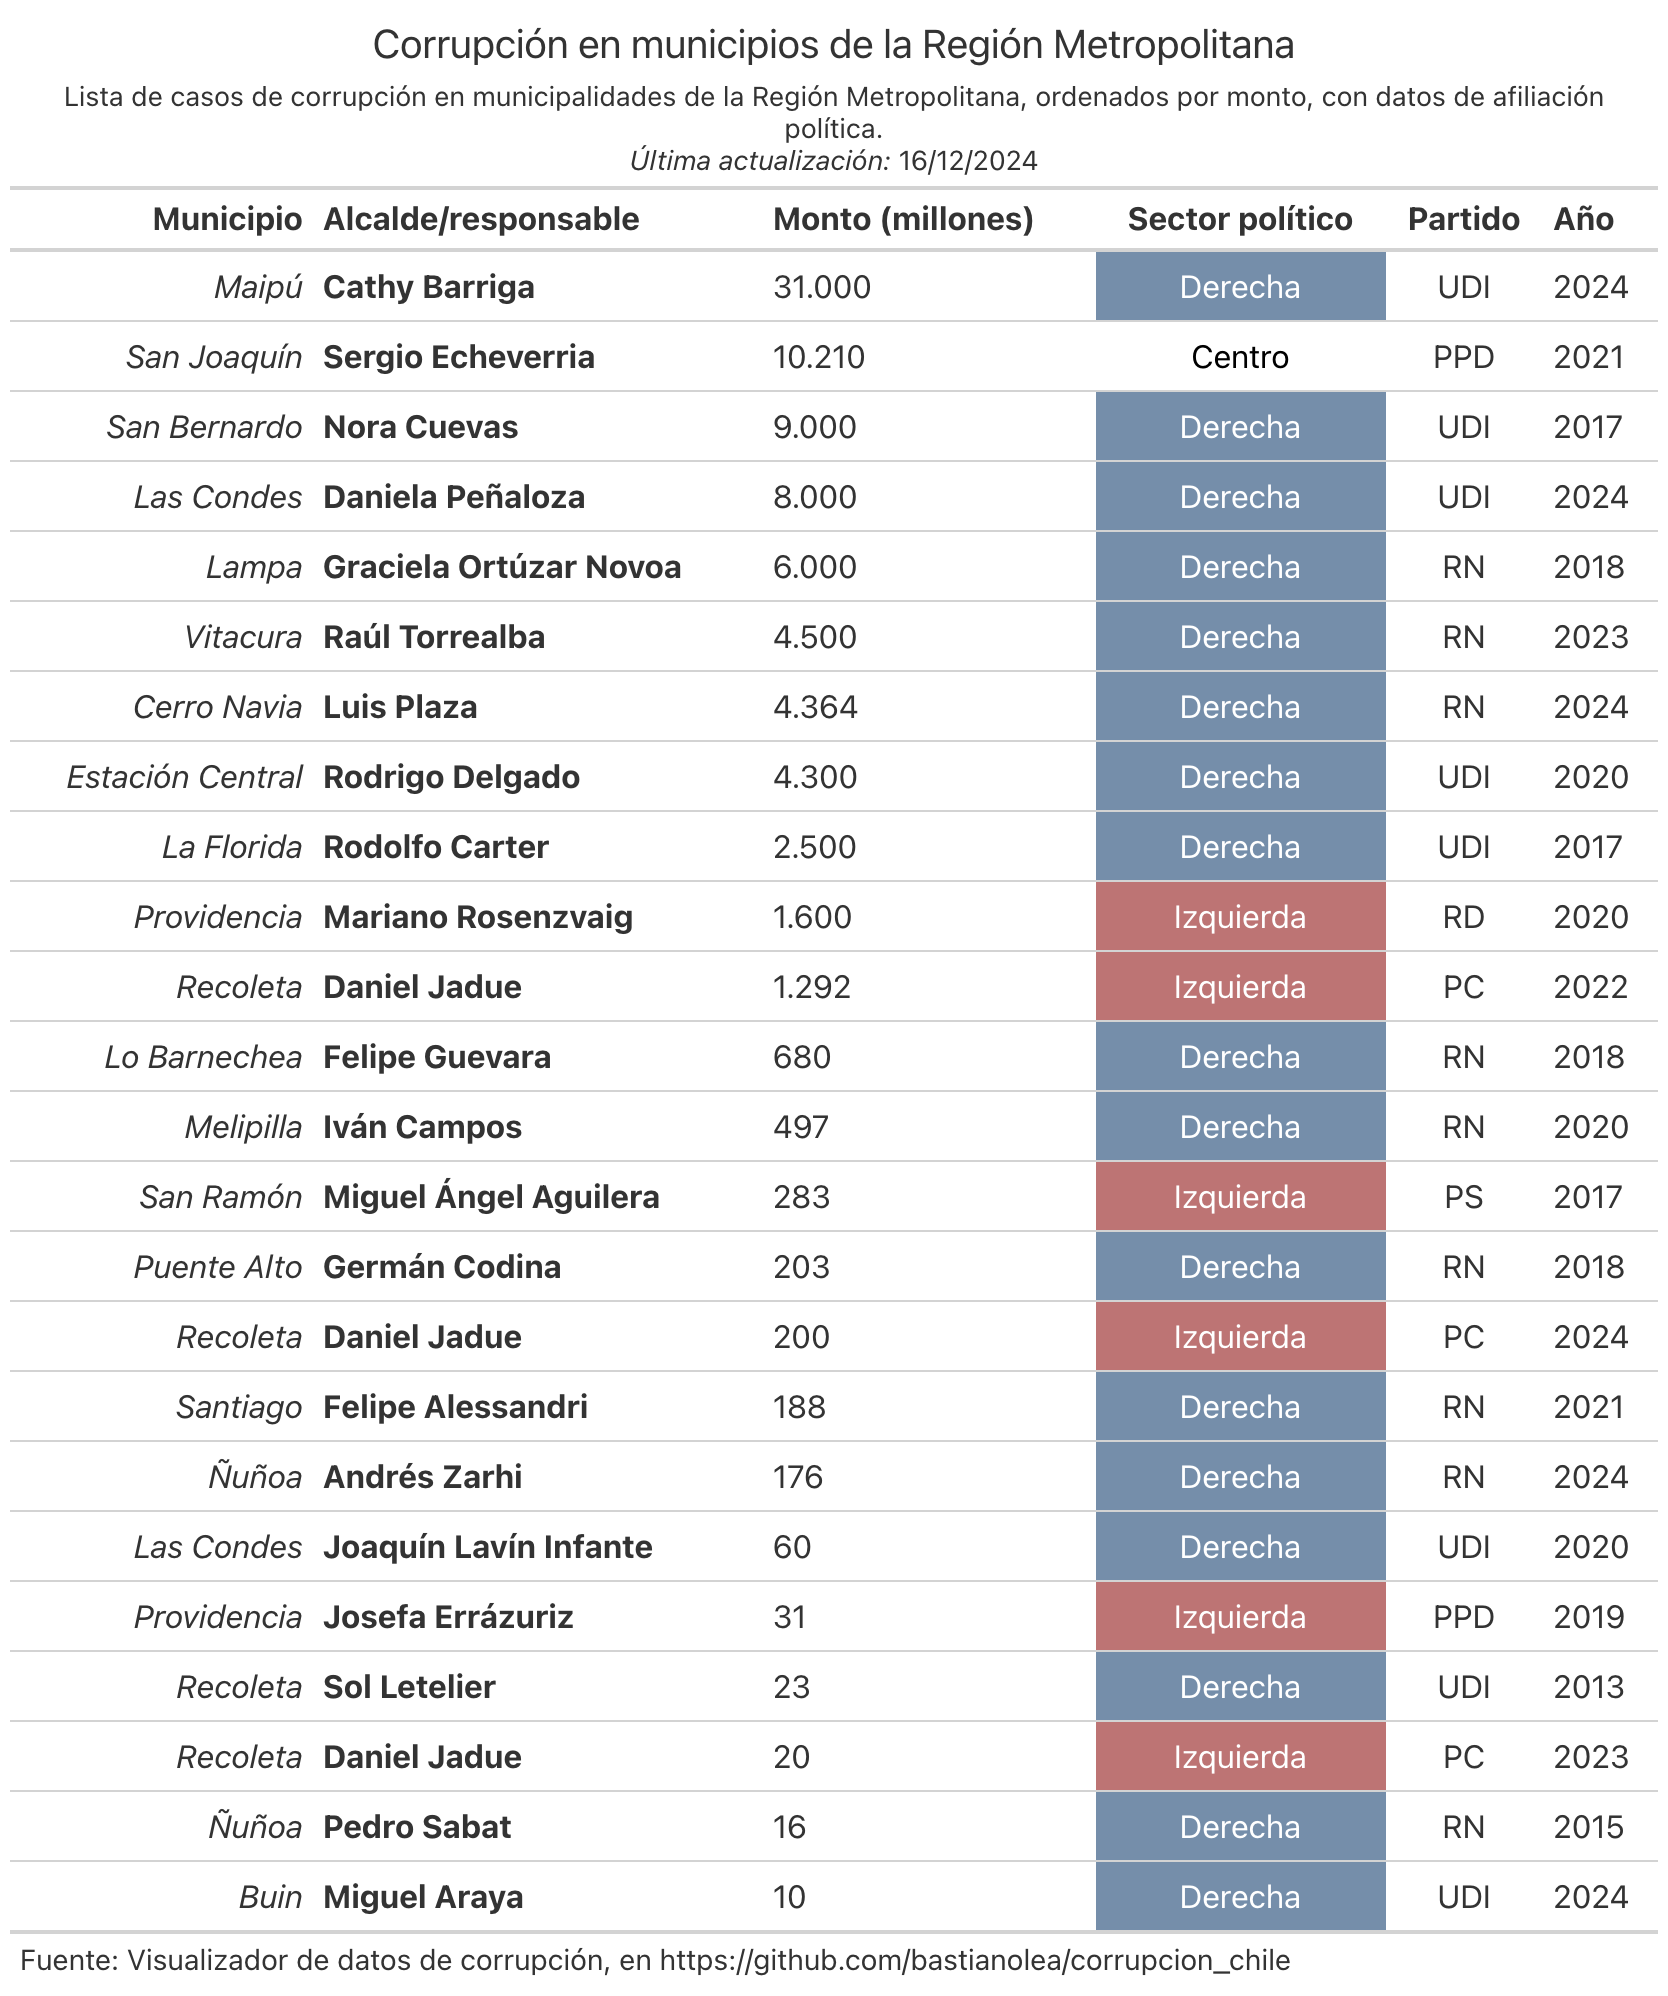 Corrupción en municipios de la Región Metropolitana
Lista de casos de corrupción en municipalidades de la Región Metropolitana, ordenados por monto, con datos de afiliación
política.
Última actualización: 16/12/2024
Municipio Alcalde/responsable Monto (millones) Sector político Partido Año
Maipú Cathy Barriga 31.000 Derecha UDI 2024
San Joaquín Sergio Echeverria 10.210 Centro PPD 2021
San Bernardo Nora Cuevas 9.000 Derecha UDI 2017
Las Condes Daniela Peñaloza 8.000 Derecha UDI 2024
Lampa Graciela Ortúzar Novoa 6.000 Derecha RN 2018
Vitacura Raúl Torrealba 4.500 Derecha RN 2023
Cerro Navia Luis Plaza 4.364 Derecha RN 2024
Estación Central Rodrigo Delgado 4.300 Derecha UDI 2020
La Florida Rodolfo Carter 2.500 Derecha UDI 2017
Providencia Mariano Rosenzvaig 1.600 Izquierda RD 2020
Recoleta Daniel Jadue 1.292 Izquierda PC 2022
Lo Barnechea Felipe Guevara 680 Derecha RN 2018
Melipilla Iván Campos 497 Derecha RN 2020
San Ramón Miguel Ángel Aguilera 283 Izquierda PS 2017
Puente Alto Germán Codina 203 Derecha RN 2018
Recoleta Daniel Jadue 200 Izquierda PC 2024
Santiago Felipe Alessandri 188 Derecha RN 2021
Ñuñoa Andrés Zarhi 176 Derecha RN 2024
Las Condes Joaquín Lavín Infante 60 Derecha UDI 2020
Providencia Josefa Errázuriz 31 Izquierda PPD 2019
Recoleta Sol Letelier 23 Derecha UDI 2013
Recoleta Daniel Jadue 20 Izquierda PC 2023
Ñuñoa Pedro Sabat 16 Derecha RN 2015
Buin Miguel Araya 10 Derecha UDI 2024
Fuente: Visualizador de datos de corrupción, en https://github.com/bastianolea/corrupcion_chile